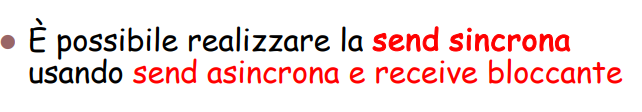 È possibile realizzare la send sincrona
usando send asincrona e receive bloccante